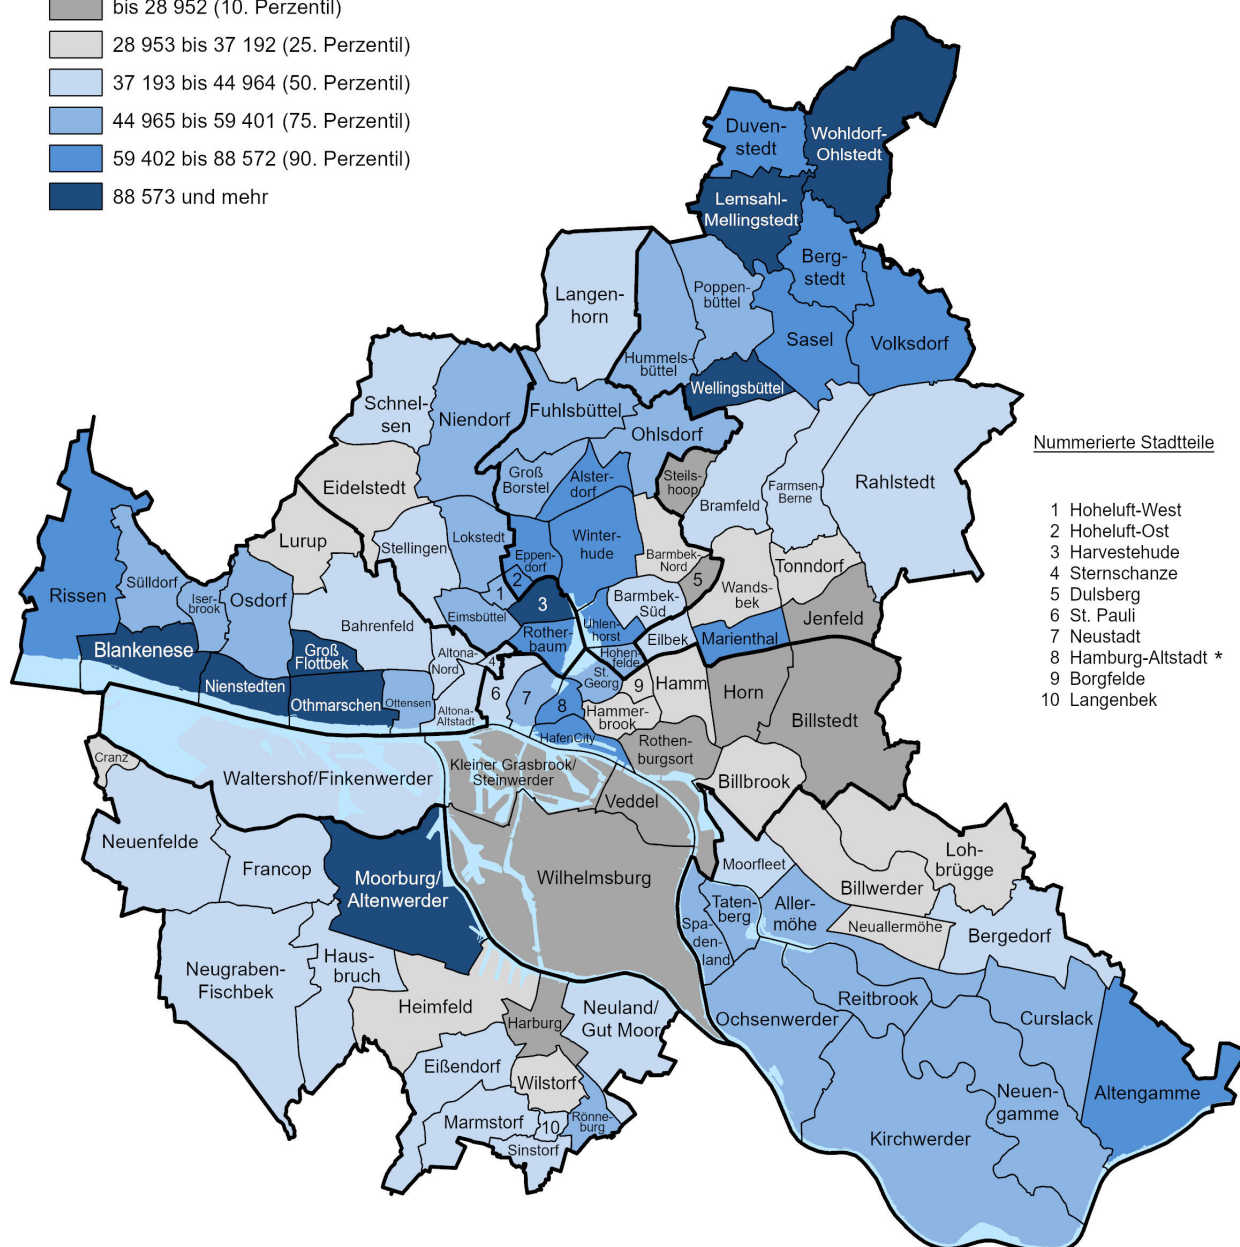 bis 28 952 (10. Perzentil)
28 953 bis 37 192 (25. Perzentil)
37 193 bis 44 964 (50. Perzentil)
44 965 bis 59 401 (75. Perzentil)
59 402 bis 88 572 (90. Perzentil)
88 573 und mehr
Duven-
stedt
Wohldorf-
Ohlstedt
Lemsahl-
Mellingstedt
Berg-
stedt
Langen-
horn
Poppen-
büttel
Hummels-
büttel
Sasel
Volksdorf
Wellingsbüttel
Schnel-
sen
Niendorf
Fuhlsbüttel
Ohlsdorf
Nummerierte Stadtteile
1 Hoheluft-West
2 Hoheluft-Ost
3 Harvestehude
4 Sternschanze
5 Dulsberg
6 St. Pauli
7 Neustadt
8 Hamburg-Altstadt *
9 Borgfelde
10 Langenbek
Eidelstedt
Groß
Borstel
Alster-
dorf
Steils-
hoop
Bramfeld
Farmsen-
Berne
Rahlstedt
Lurup
Stellingen
Lokstedt
Eppen-
dorf
Winter-
hude
Barmbek-
Nord
5
Wands-
bek
Tonndorf
Jenfeld
Rissen
Sülldorf
Iser-
brook
Osdorf
Bahrenfeld
Eimsbüttel
1
2
3
Rother-
baum
Uhlen-
horst
Barmbek-
Süd
Eilbek
Marienthal
Hohen-
felde
Blankenese
Groß
Flottbek
Nienstedten
Othmarschen
Ottensen
Altona-
Nord
Altona-
Altstadt
4
6
7
8
St.
Georg
9
Hamm
Horn
Billstedt
Hammer-
brook
HafenCity
Rothen-
burgsort
Billbrook
Cranz
Waltershof/Finkenwerder
Kleiner Grasbrook/
Steinwerder
Veddel
Neuenfelde
Francop
Moorburg/
Altenwerder
Wilhelmsburg
Moorfleet
Loh-
brügge
Billwerder
Taten-
berg
Aller-
möhe
Neuallermöhe
Bergedorf
Spa-
den-
land
Neugraben-
Fischbek
Haus-
bruch
Heimfeld
Harburg
Neuland/
Gut Moor
Ochsenwerder
Reitbrook
Curslack
Altengamme
Neuen-
gamme
Kirchwerder
Eißendorf
Wilstorf
Marmstorf
10
Rönne-
burg
Sinstorf